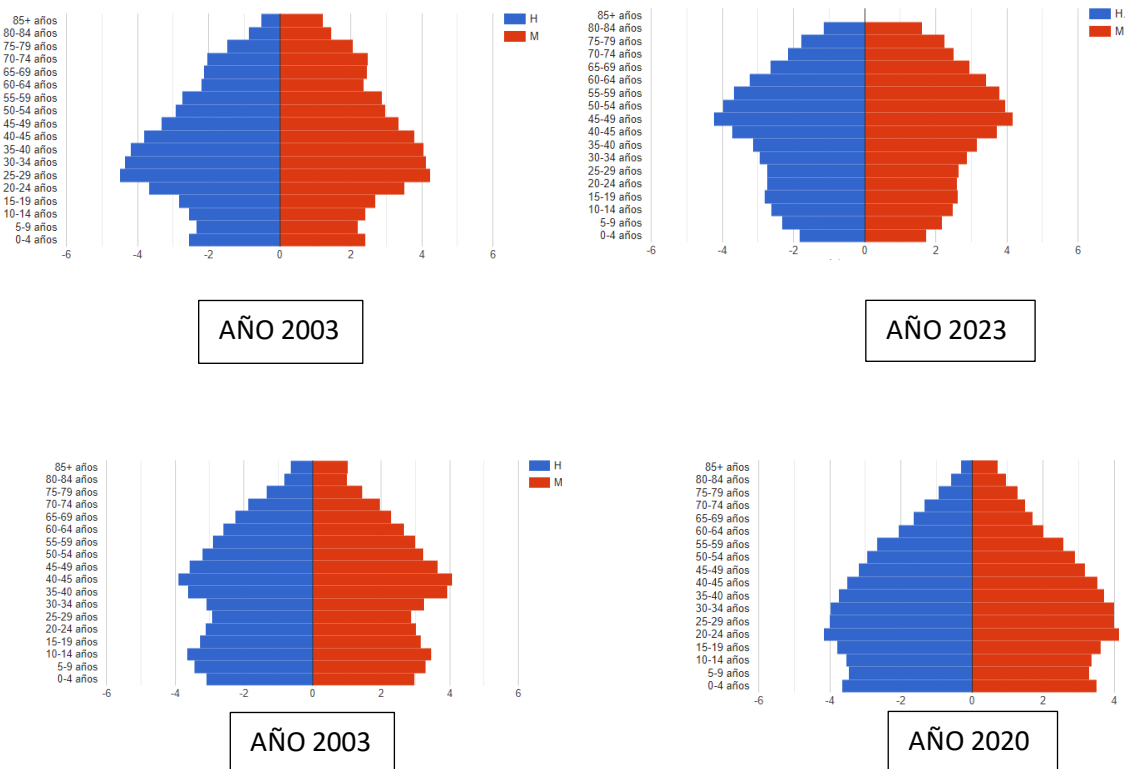 85+ años
80-84 años
75-79 años
70-74 años
65-69 años
60-64 años
55-59 años
50-54 años
45-49 años
40-45 años
35-40 años
30-34 años
25-29 años
20-24 años
15-19 años
10-14 años
5-9 años
0-4 años
-6 -4 -2 0 2 4 6
H
M
AÑO 2003
85+ años
80-84 años
75-79 años
70-74 años
65-69 años
60-64 años
55-59 años
50-54 años
45-49 años
40-45 años
35-40 años
30-34 años
25-29 años
20-24 años
15-19 años
10-14 años
5-9 años
0-4 años
-6 -4 -2 0 2 4 6
H
M
AÑO 2023
85+ años
80-84 años
75-79 años
70-74 años
65-69 años
60-64 años
55-59 años
50-54 años
45-49 años
40-45 años
35-40 años
30-34 años
25-29 años
20-24 años
15-19 años
10-14 años
5-9 años
0-4 años
-6 -4 -2 0 2 4 6
H
M
AÑO 2003
85+ años
80-84 años
75-79 años
70-74 años
65-69 años
60-64 años
55-59 años
50-54 años
45-49 años
40-45 años
35-40 años
30-34 años
25-29 años
20-24 años
15-19 años
10-14 años
5-9 años
0-4 años
-6 -4 -2 0 2 4
AÑO 2020